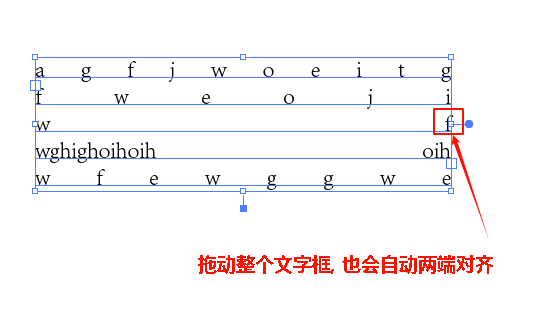 a g f j w o e i t g
f w e o j i
w f
wghighoihoih oih
w f e w g g w e
拖动整个文字框, 也会自动两端对齐